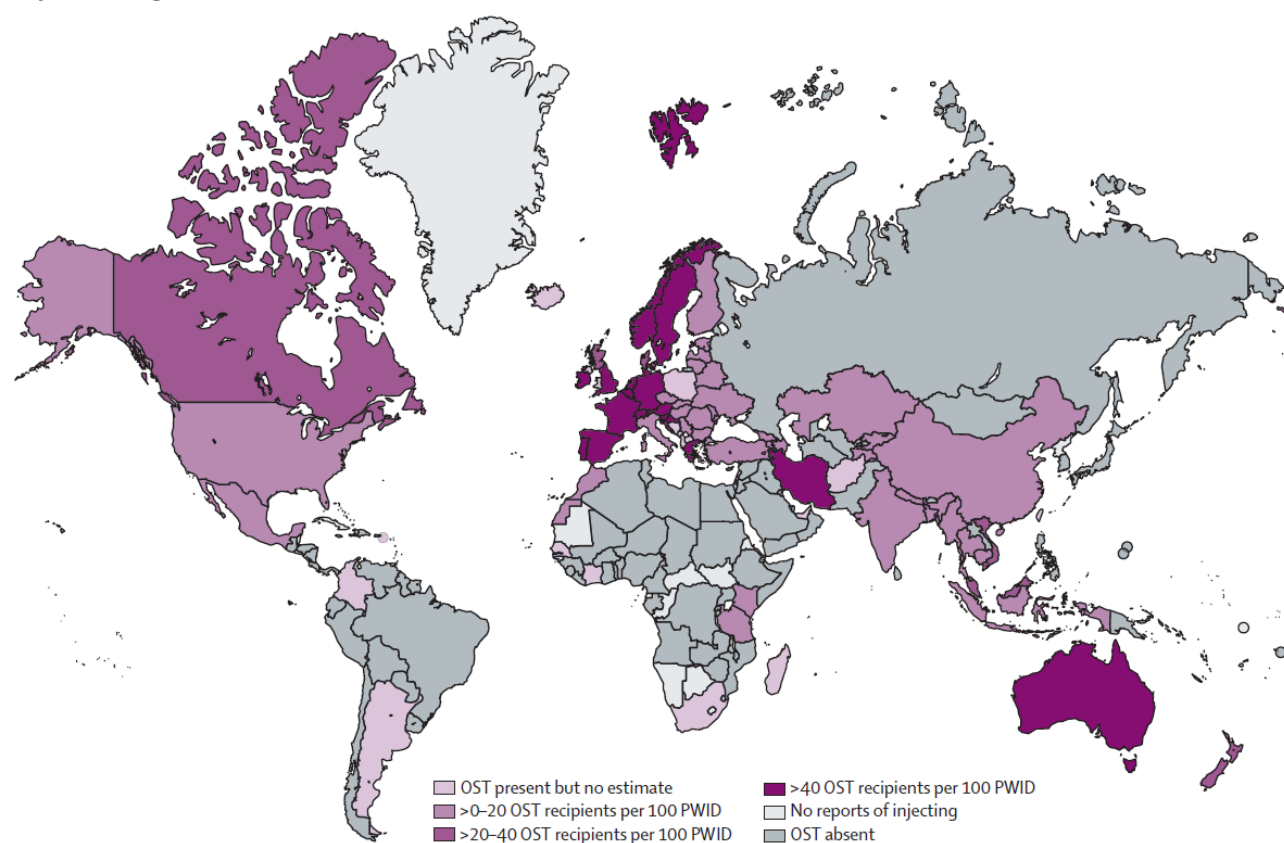 OST present but no estimate
>0–20 OST recipients per 100 PWID
>20–40 OST recipients per 100 PWID
>40 OST recipients per 100 PWID
No reports of injecting
OST absent